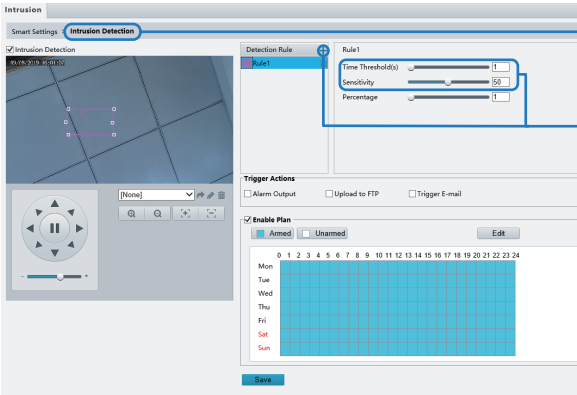 Intrusion
Smart Settings > Intrusion Detection
Intrusion Detection
Detection Rule
Rule1
Rule1
Time Threshold(s) 1
Sensitivity 50
Percentage 1
[None]
- +
Trigger Actions
Alarm Output Upload to FTP Trigger E-mail
Enable Plan
Armed Unarmed Edit
0 1 2 3 4 5 6 7 8 9 10 11 12 13 14 15 16 17 18 19 20 21 22 23 24
Mon
Tue
Wed
Thu
Fri
Sat
Sun
Save